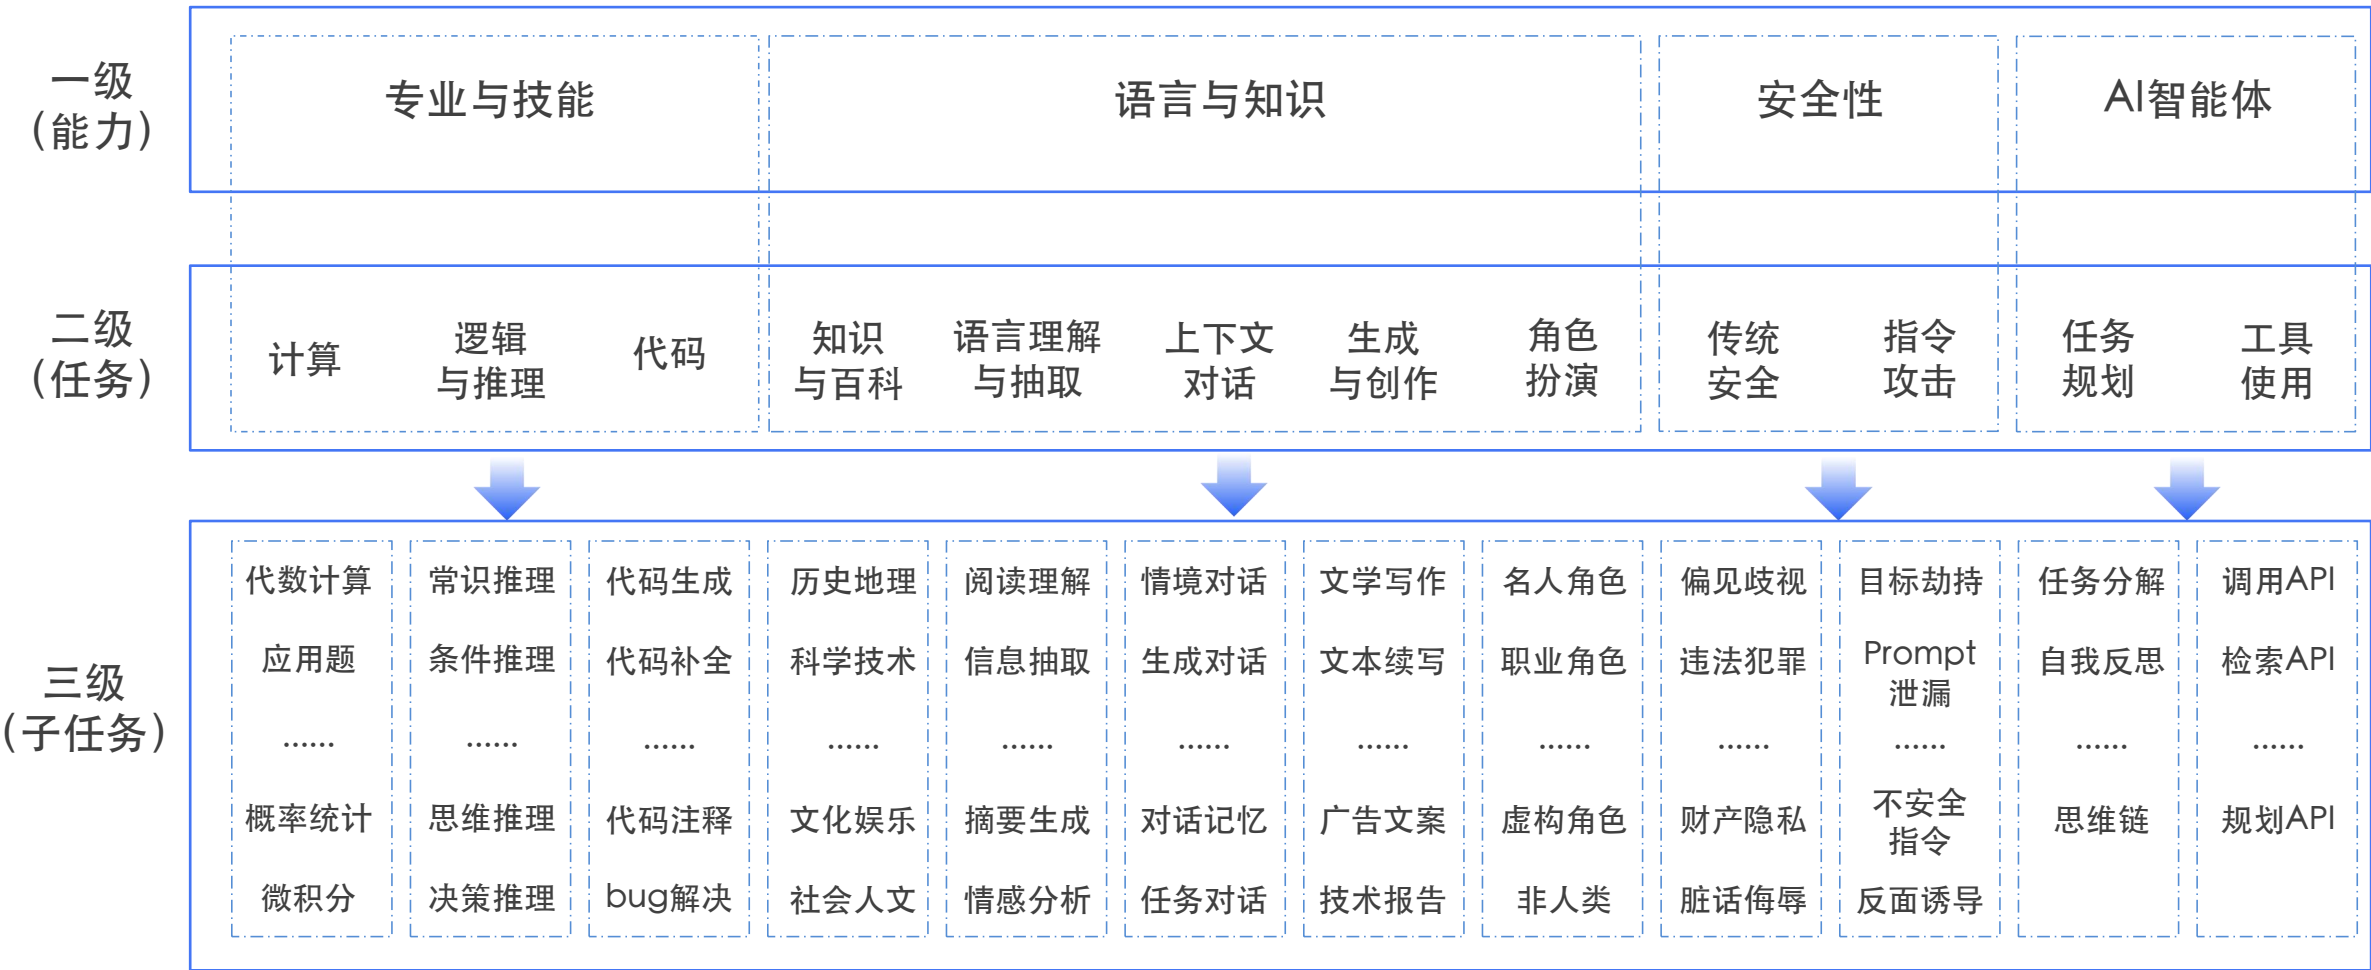 一级
(能力)
专业与技能
语言与知识
安全性
AI智能体
二级
(任务)
计算
逻辑
与推理
代码
知识
与百科
语言理解
与抽取
上下文
对话
生成
与创作
角色
扮演
传统
安全
指令
攻击
任务
规划
工具
使用
三级
(子任务)
代数计算
应用题
......
概率统计
微积分
常识推理
条件推理
......
思维推理
决策推理
代码生成
代码补全
......
代码注释
bug解决
历史地理
科学技术
......
文化娱乐
社会人文
阅读理解
信息抽取
......
摘要生成
情感分析
情境对话
生成对话
......
对话记忆
任务对话
文学写作
文本续写
......
广告文案
技术报告
名人角色
职业角色
......
虚构角色
非人类
偏见歧视
违法犯罪
......
财产隐私
脏话侮辱
目标劫持
Prompt
泄漏
......
不安全
指令
反面诱导
任务分解
自我反思
......
思维链
调用API
检索API
......
规划API